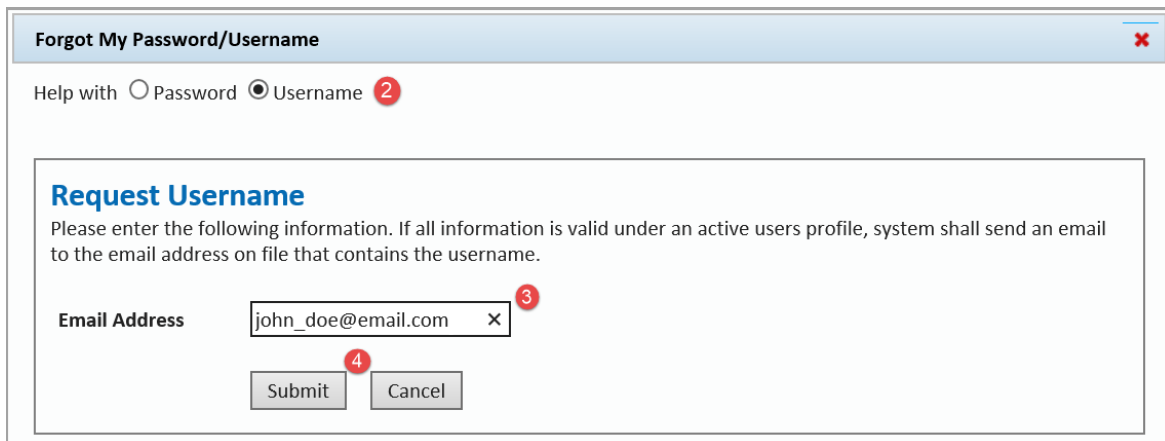 Forgot My Password/Username
Help with Password Username 2
Request Username
Please enter the following information. If all information is valid under an active users profile, system shall send an email
to the email address on file that contains the username.
3
Email Address john_doe@email.com ×
4
Submit Cancel